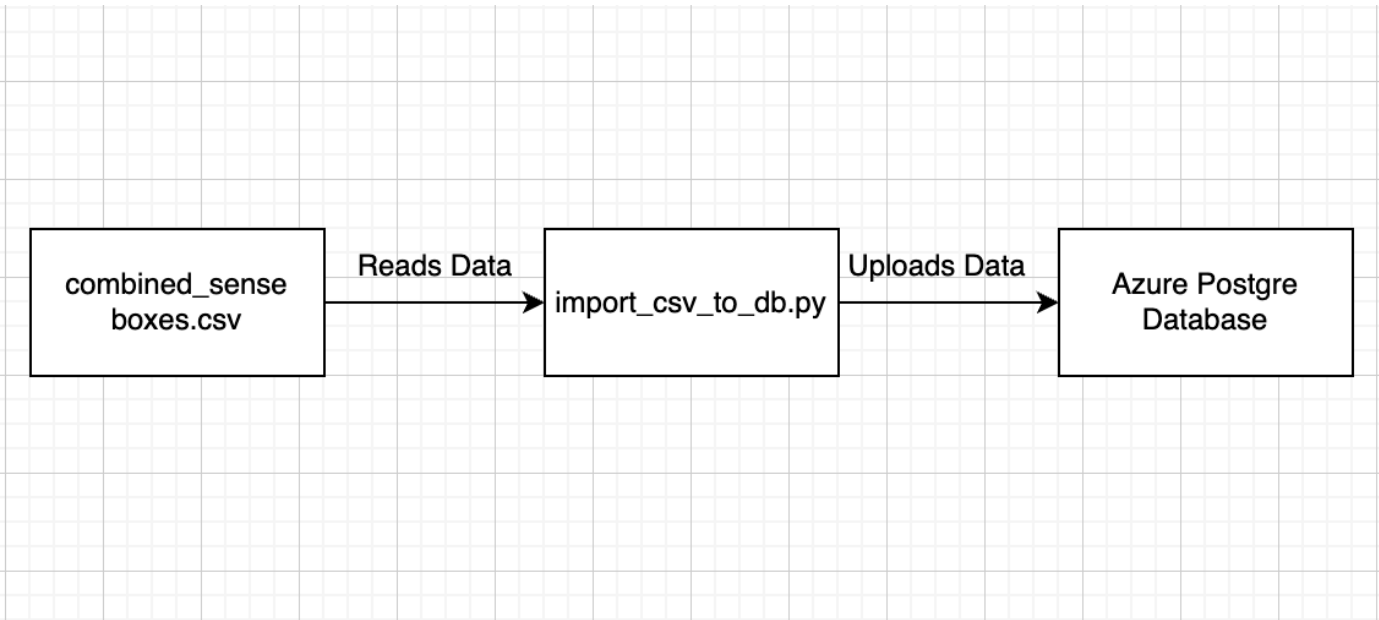 combined_sense
boxes.csv
Reads Data
import_csv_to_db.py
Uploads Data
Azure Postgre
Database